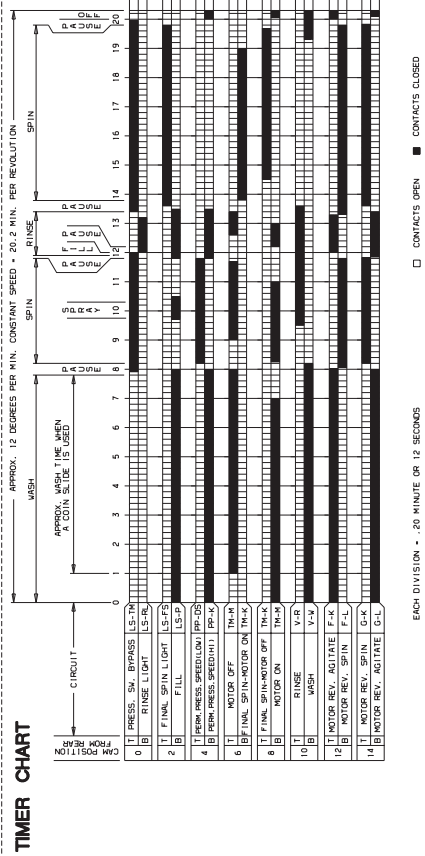 TIMER CHART
APPROX. 12 DEGREES PER MIN. CONSTANT SPEED - 20.2 MIN. PER REVOLUTION
WASH
PAUSE
SPIN
SPRAY
PAUSE
FILL
RINSE
PAUSE
PAUSE
SPIN
PAUSE
OFF
APPROX. WASH TIME WHEN
A COIN SLIDE IS USED
CAM POSITION
FROM REAR
CIRCUIT
0 1 2 3 4 5 6 7 8 9 10 11 12 13 14 15 16 17 18 19 20
0 T PRESS. SW. BYPASS LS-TM
B RINSE LIGHT LS-RL
2 T FINAL SPIN LIGHT LS-FS
B FILL LS-P
4 T PERM. PRESS. SPEED(LOW) PP-DS
B PERM. PRESS. SPEED(HI) PP-K
6 T MOTOR OFF TM-M
B FINAL SPIN-MOTOR ON TM-K
8 T FINAL SPIN-MOTOR OFF TM-K
B MOTOR ON TM-M
10 T RINSE V-R
B WASH V-W
12 T MOTOR REV. AGITATE F-K
B MOTOR REV. SPIN F-L
14 T MOTOR REV. SPIN G-K
B MOTOR REV. AGITATE G-L
EACH DIVISION - .20 MINUTE OR 12 SECONDS
CONTACTS OPEN
CONTACTS CLOSED